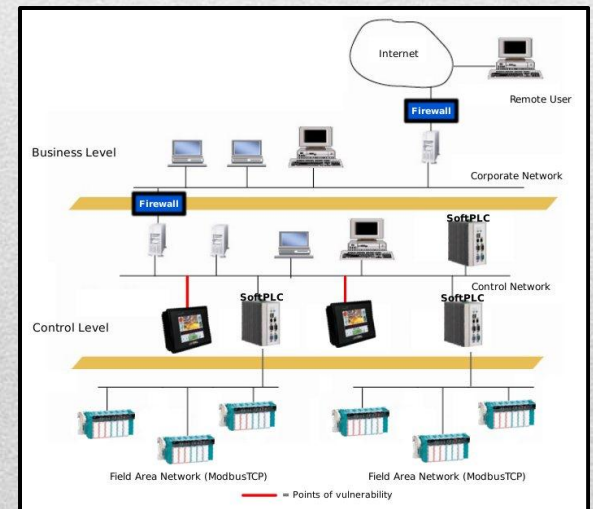 Internet
Remote User
Firewall
Business Level
Corporate Network
Firewall
SoftPLC
Control Network
SoftPLC
SoftPLC
Control Level
Field Area Network (ModbusTCP)
Field Area Network (ModbusTCP)
= Points of vulnerability